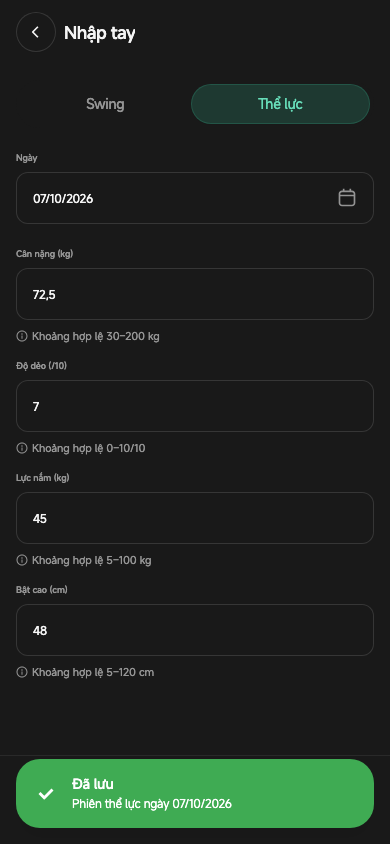 Nhập tay
Swing
Thể lực
Ngày
07/10/2026
Cân nặng (kg)
72,5
Khoảng hợp lệ 30–200 kg
Độ dẻo (/10)
7
Khoảng hợp lệ 0–10/10
Lực nắm (kg)
45
Khoảng hợp lệ 5–100 kg
Bật cao (cm)
48
Khoảng hợp lệ 5–120 cm
Đã lưu
Phiên thể lực ngày 07/10/2026